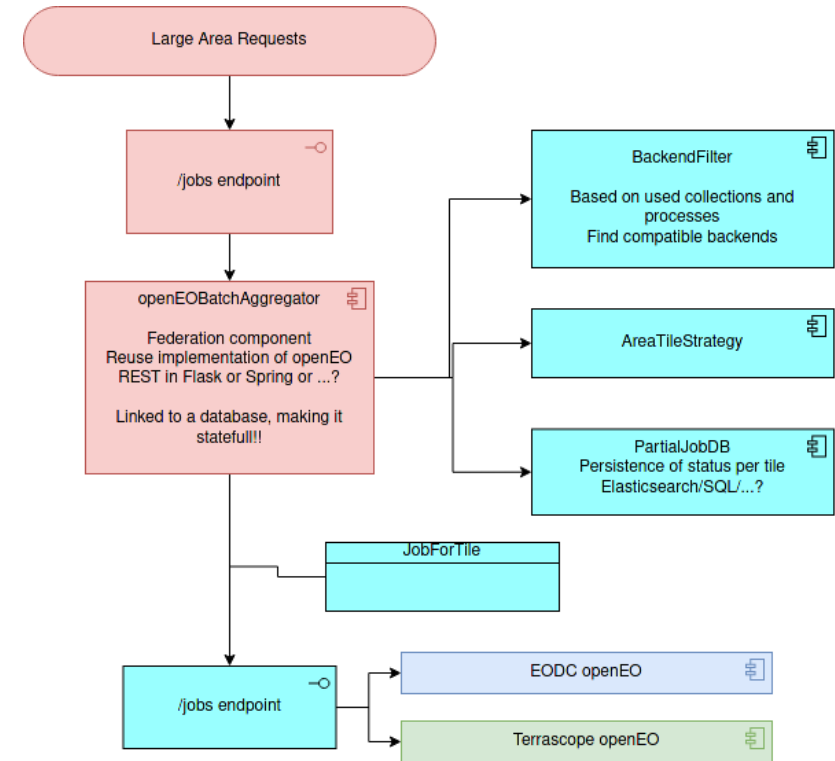 Large Area Requests
/jobs endpoint
openEOBatchAggregator
Federation component
Reuse implementation of openEO
REST in Flask or Spring or ...?
Linked to a database, making it
statefull!!
BackendFilter
Based on used collections and
processes
Find compatible backends
AreaTileStrategy
PartialJobDB
Persistence of status per tile
Elasticsearch/SQL/...?
JobForTile
/jobs endpoint
EODC openEO
Terrascope openEO